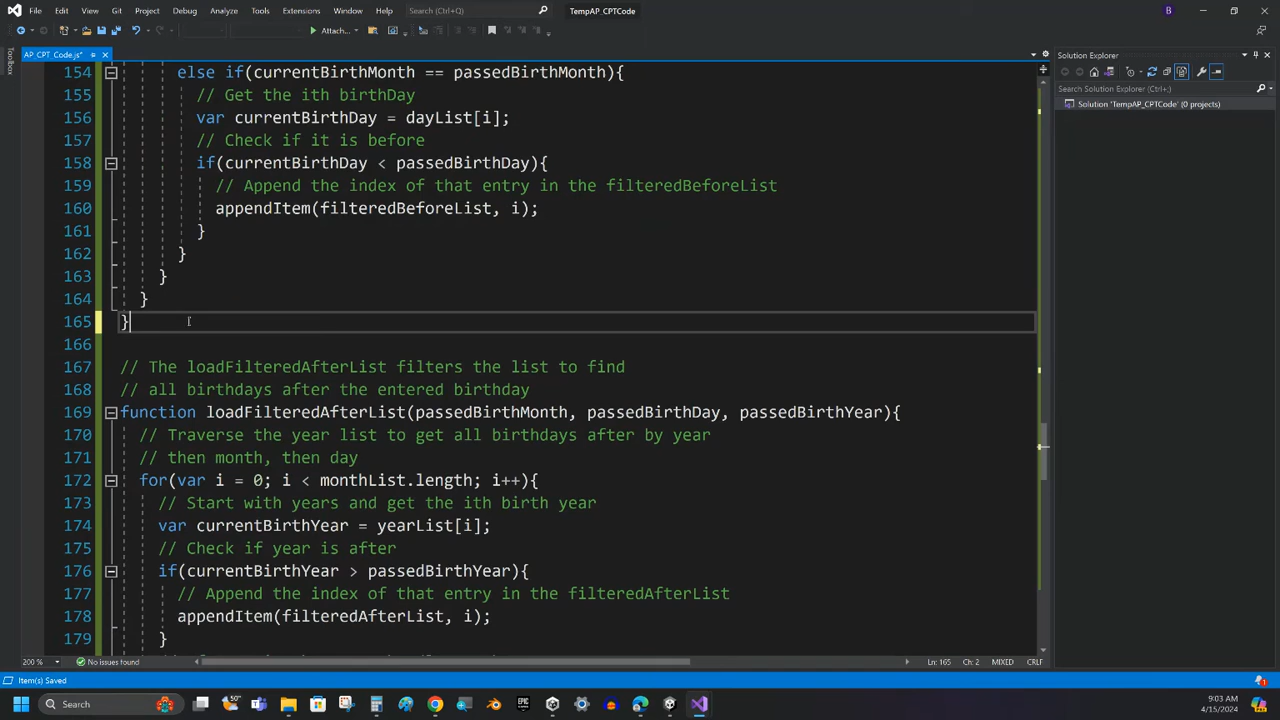 File Edit View Git Project Debug Analyze Tools Extensions Window Help Search (Ctrl+Q) TempAP_CPTCode B
Attach...
AP_CPT Code.js* Solution Explorer
Toolbox
Search Solution Explorer (Ctrl+;)
Solution 'TempAP_CPTCode' (0 projects)
154 else if(currentBirthMonth == passedBirthMonth){
155 // Get the ith birthDay
156 var currentBirthDay = dayList[i];
157 // Check if it is before
158 if(currentBirthDay < passedBirthDay){
159 // Append the index of that entry in the filteredBeforeList
160 appendItem(filteredBeforeList, i);
161 }
162 }
163 }
164 }
165 }
166
167 // The loadFilteredAfterList filters the list to find
168 // all birthdays after the entered birthday
169 function loadFilteredAfterList(passedBirthMonth, passedBirthDay, passedBirthYear){
170 // Traverse the year list to get all birthdays after by year
171 // then month, then day
172 for(var i = 0; i < monthList.length; i++){
173 // Start with years and get the ith birth year
174 var currentBirthYear = yearList[i];
175 // Check if year is after
176 if(currentBirthYear > passedBirthYear){
177 // Append the index of that entry in the filteredAfterList
178 appendItem(filteredAfterList, i);
179 }
200 % No issues found Ln: 165 Ch: 2 MIXED CRLF
Item(s) Saved
Search 50° EPIC 9:03 AM
4/15/2024